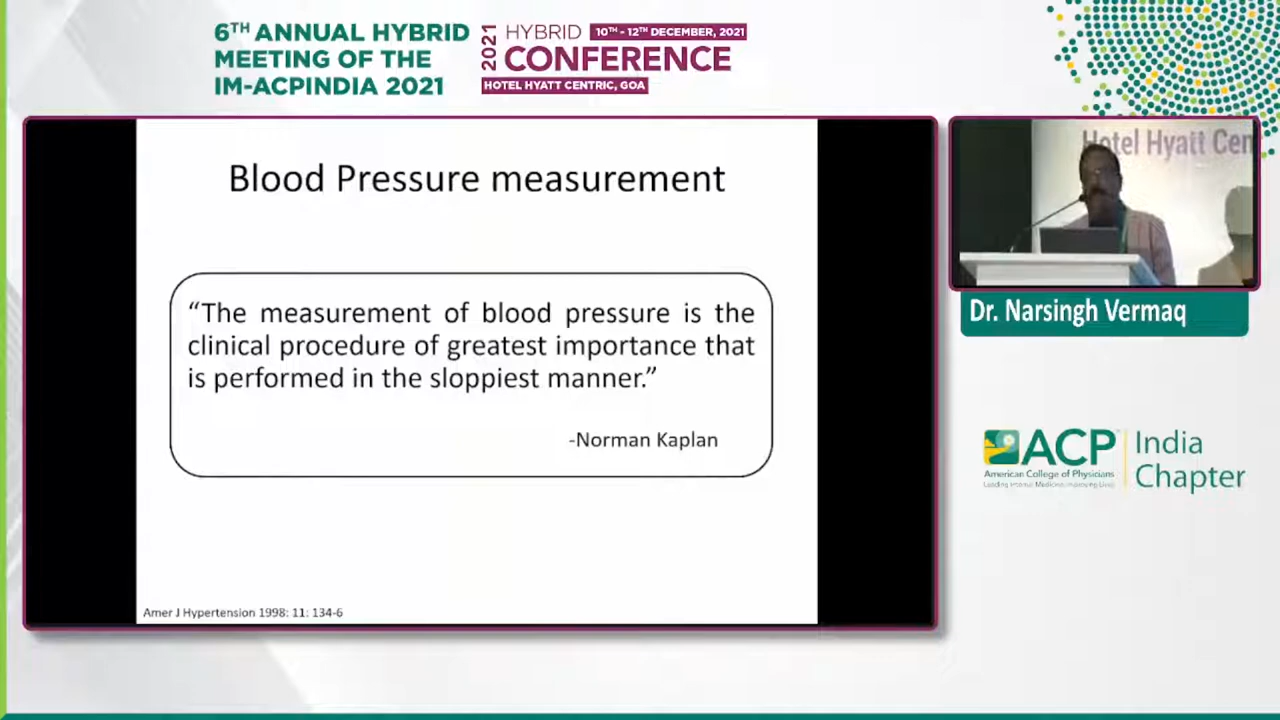 6TH ANNUAL HYBRID
MEETING OF THE
IM-ACPINDIA 2021
2021
HYBRID 10TH - 12TH DECEMBER, 2021
CONFERENCE
HOTEL HYATT CENTRIC, GOA
Blood Pressure measurement
“The measurement of blood pressure is the
clinical procedure of greatest importance that
is performed in the sloppiest manner.”
-Norman Kaplan
Amer J Hypertension 1998: 11: 134-6
Hotel Hyatt Cen
Dr. Narsingh Vermaq
ACP
American College of Physicians
Leading Internal Medicine, Improving Lives
India
Chapter